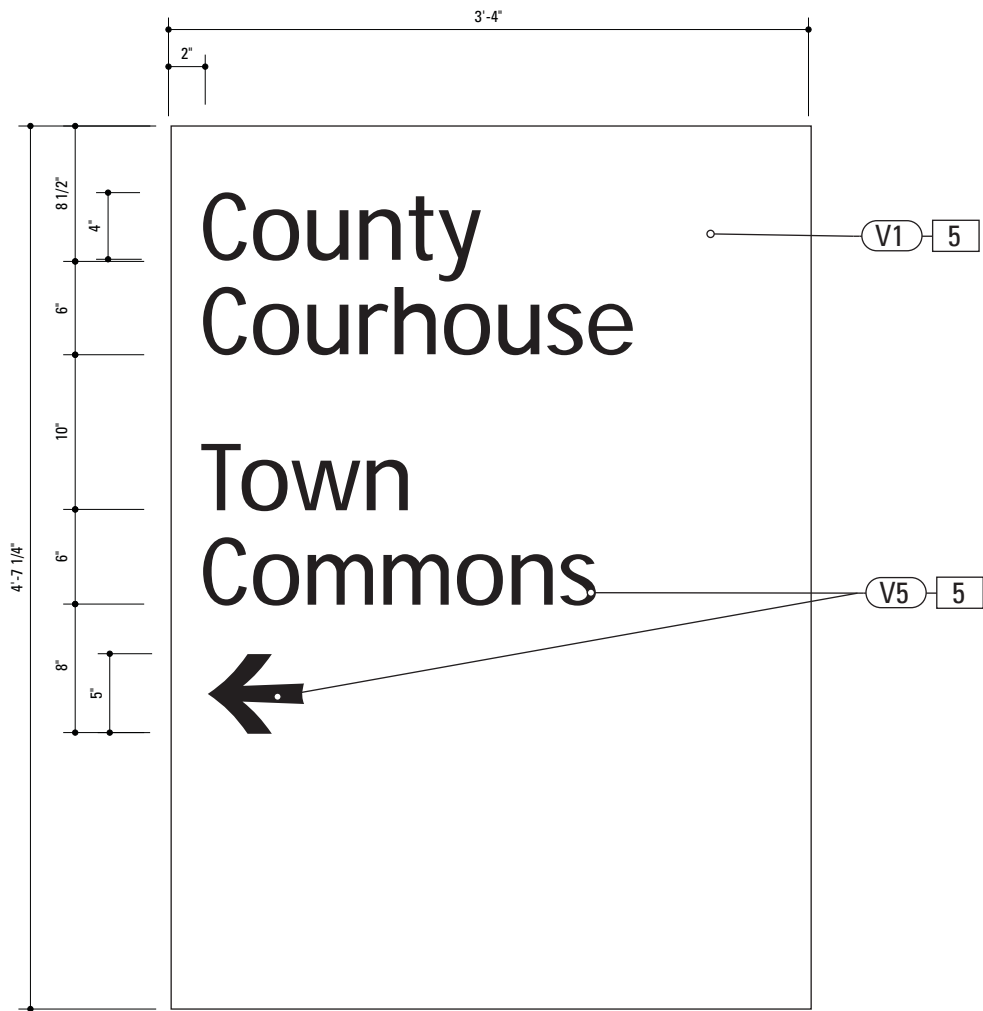 3'-4"
2"
8 1/2"
4"
County
V1 5
6"
Courhouse
10"
Town
4'-7 1/4"
6"
Commons
V5 5
8"
5"